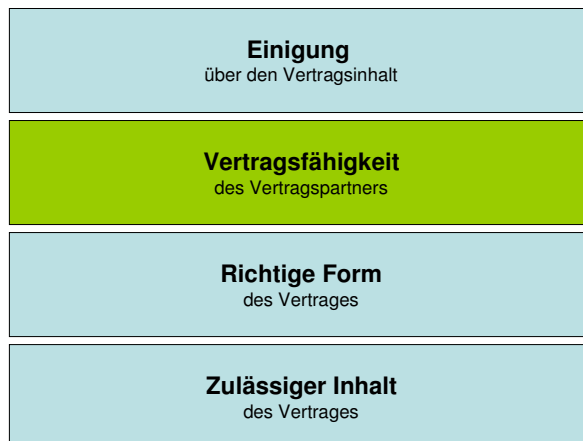 Einigung
über den Vertragsinhalt
Vertragsfähigkeit
des Vertragspartners
Richtige Form
des Vertrages
Zulässiger Inhalt
des Vertrages